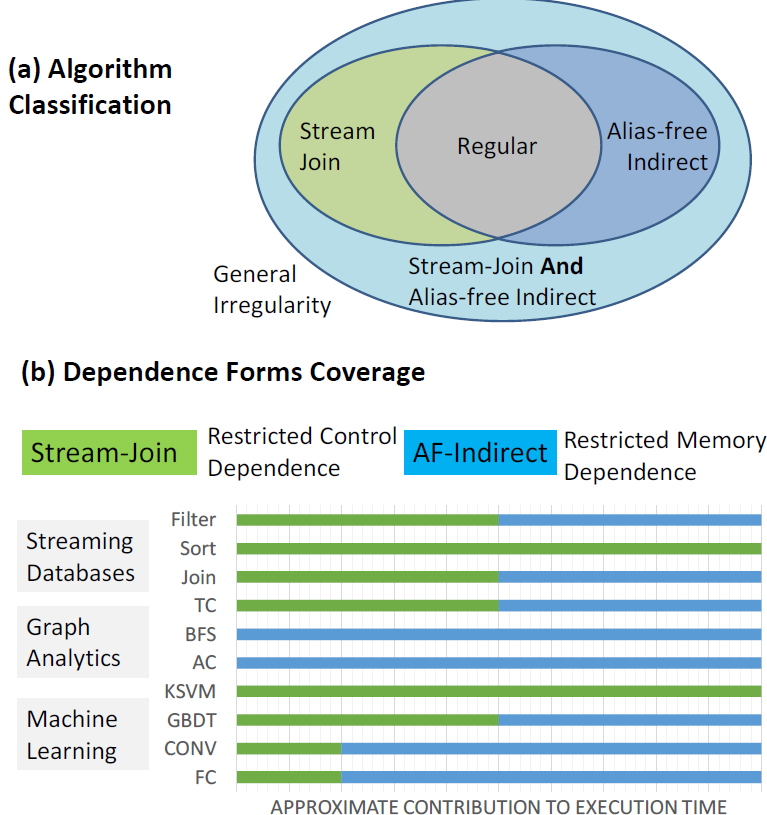 (a) Algorithm
Classification
Stream
Join
Regular
Alias-free
Indirect
General
Irregularity
Stream-Join And
Alias-free Indirect
(b) Dependence Forms Coverage
Stream-Join
Restricted Control
Dependence
AF-Indirect
Restricted Memory
Dependence
Streaming
Databases
Graph
Analytics
Machine
Learning
Filter
Sort
Join
TC
BFS
AC
KSVM
GBDT
CONV
FC
APPROXIMATE CONTRIBUTION TO EXECUTION TIME